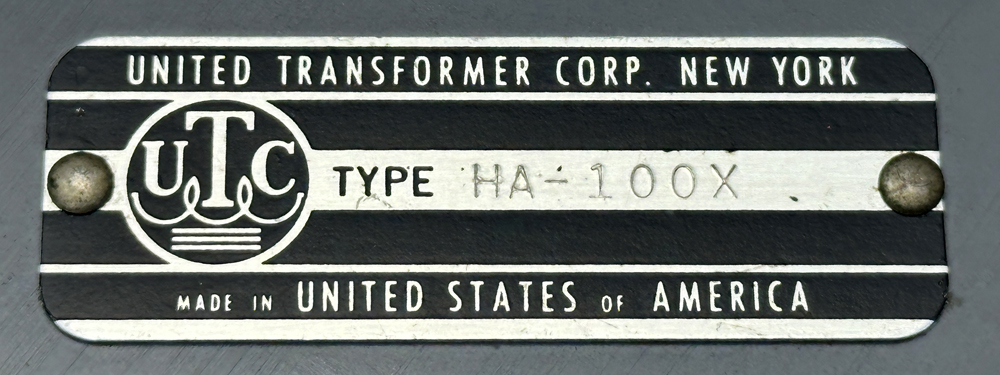 UNITED TRANSFORMER CORP. NEW YORK
UTC
TYPE HA-100X
MADE IN UNITED STATES OF AMERICA